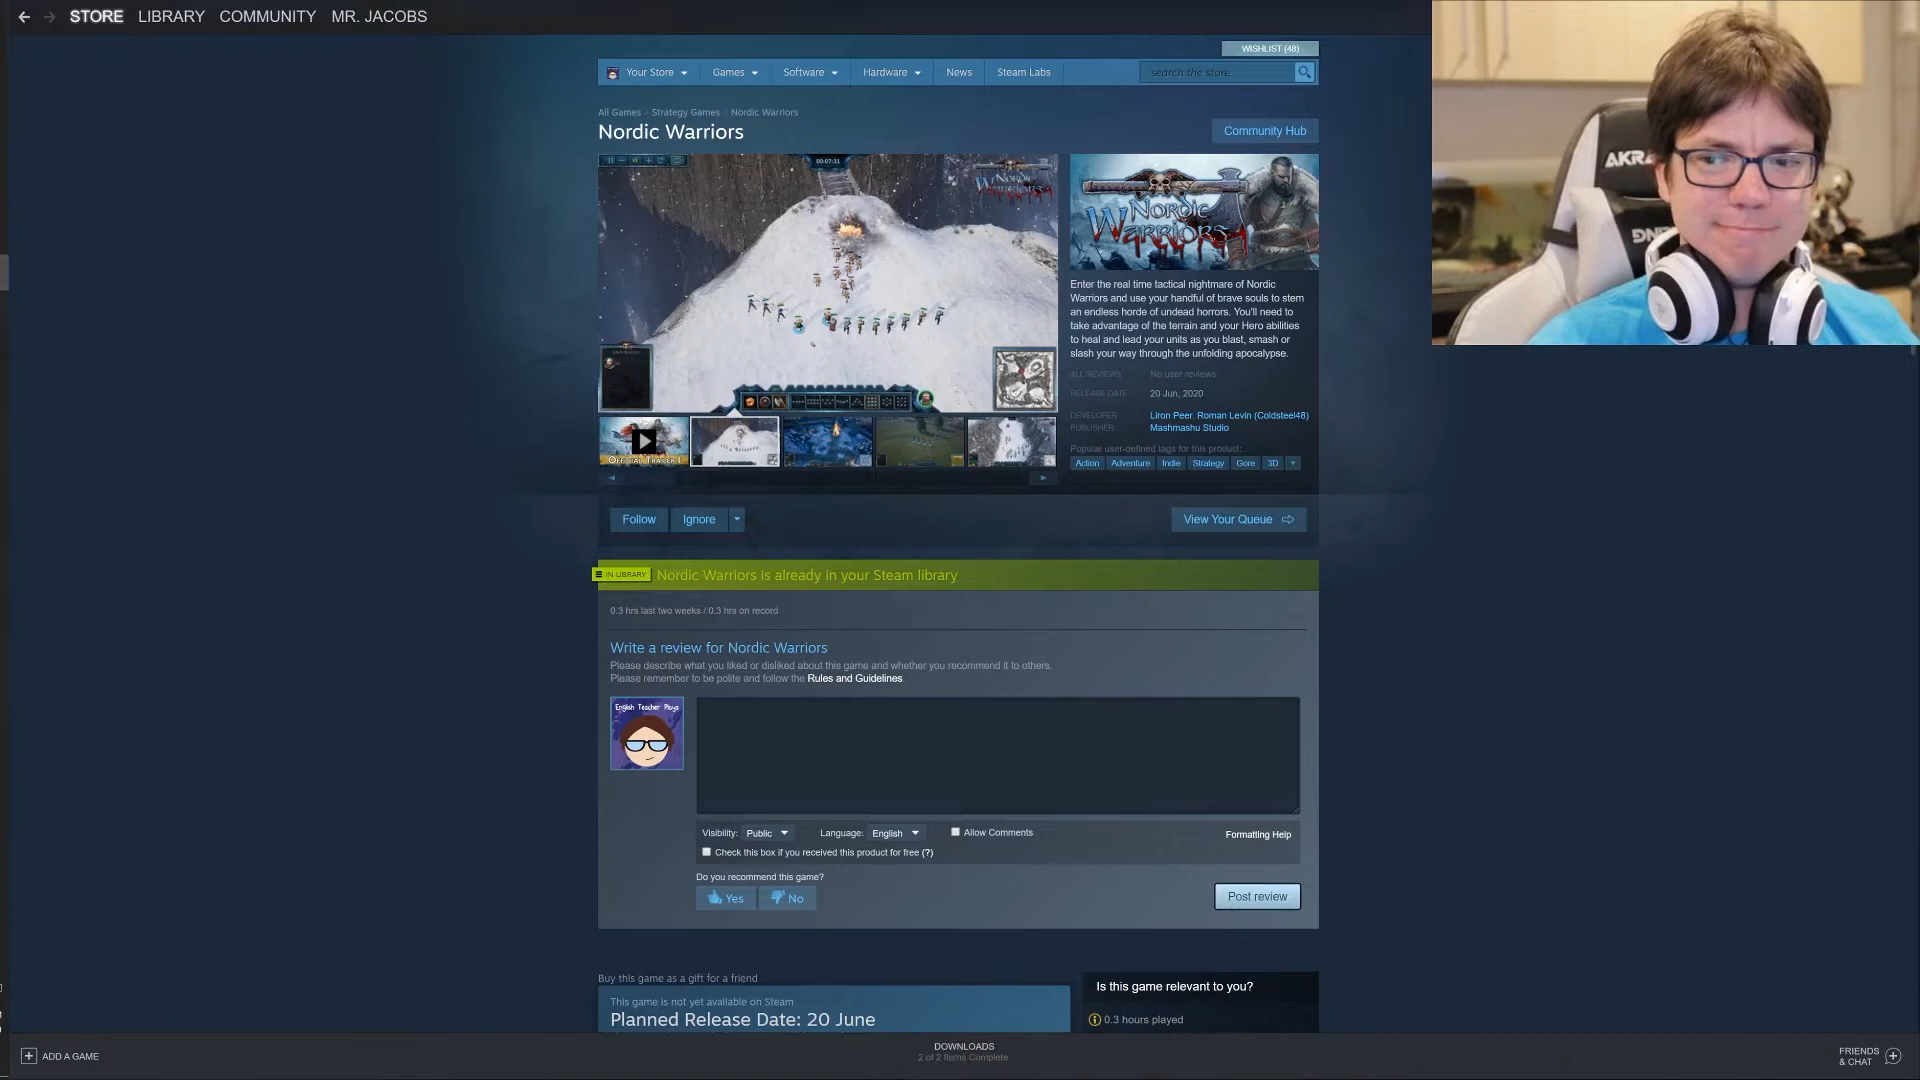 STORE LIBRARY COMMUNITY MR. JACOBS
WISHLIST (48)
Your Store Games Software Hardware News Steam Labs search the store
All Games > Strategy Games > Nordic Warriors
Nordic Warriors
Community Hub
00:07:31
NORDIC
WARRIORS
NORDIC
WARRIORS
Enter the real time tactical nightmare of Nordic
Warriors and use your handful of brave souls to stem
an endless horde of undead horrors. You'll need to
take advantage of the terrain and your Hero abilities
to heal and lead your units as you blast, smash or
slash your way through the unfolding apocalypse.
ALL REVIEWS: No user reviews
RELEASE DATE: 20 Jun, 2020
DEVELOPER: Liron Peer, Roman Levin (Coldsteel48)
PUBLISHER: Mashmashu Studio
Popular user-defined tags for this product:
Action Adventure Indie Strategy Gore 3D +
OFFICIAL TRAILER 1
Follow Ignore View Your Queue
IN LIBRARY Nordic Warriors is already in your Steam library
0.3 hrs last two weeks / 0.3 hrs on record
Write a review for Nordic Warriors
Please describe what you liked or disliked about this game and whether you recommend it to others.
Please remember to be polite and follow the Rules and Guidelines.
English Teacher Plays
Visibility: Public Language: English Allow Comments Formatting Help
Check this box if you received this product for free (?)
Do you recommend this game?
Yes No Post review
Buy this game as a gift for a friend
This game is not yet available on Steam
Planned Release Date: 20 June
Is this game relevant to you?
0.3 hours played
ADD A GAME
DOWNLOADS
2 of 2 Items Complete
FRIENDS
& CHAT